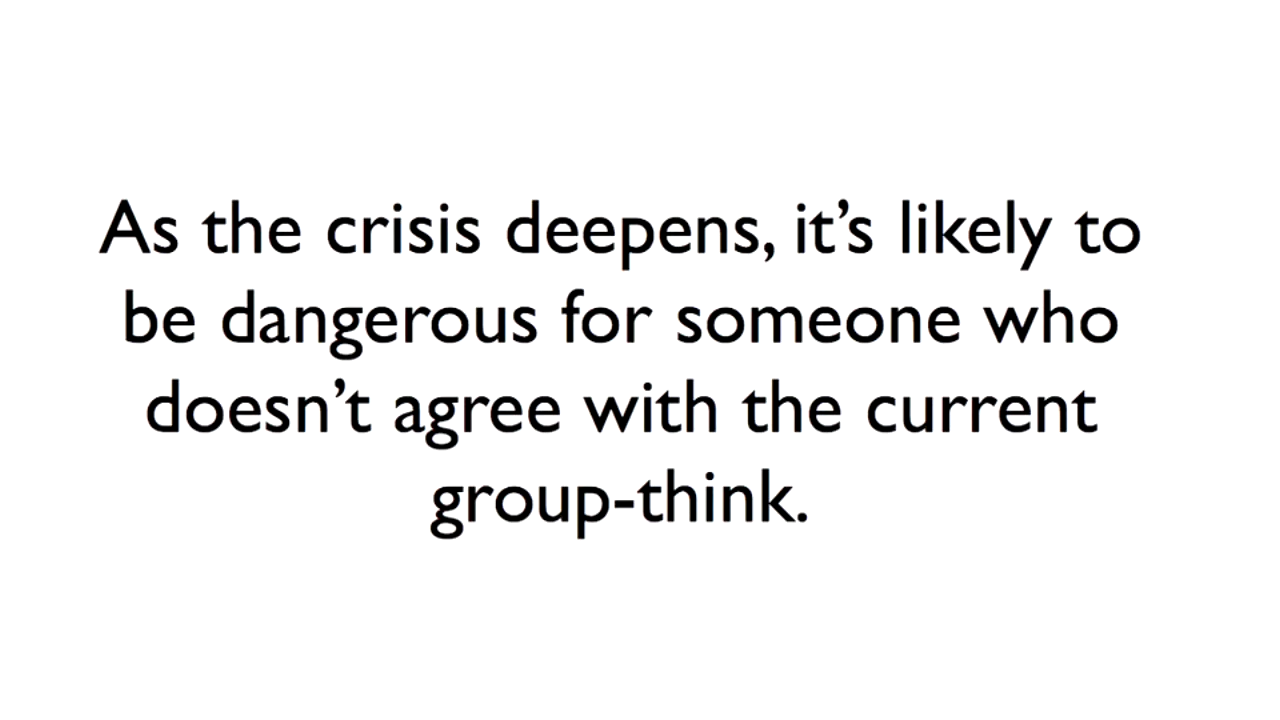 As the crisis deepens, it’s likely to
be dangerous for someone who
doesn’t agree with the current
group-think.